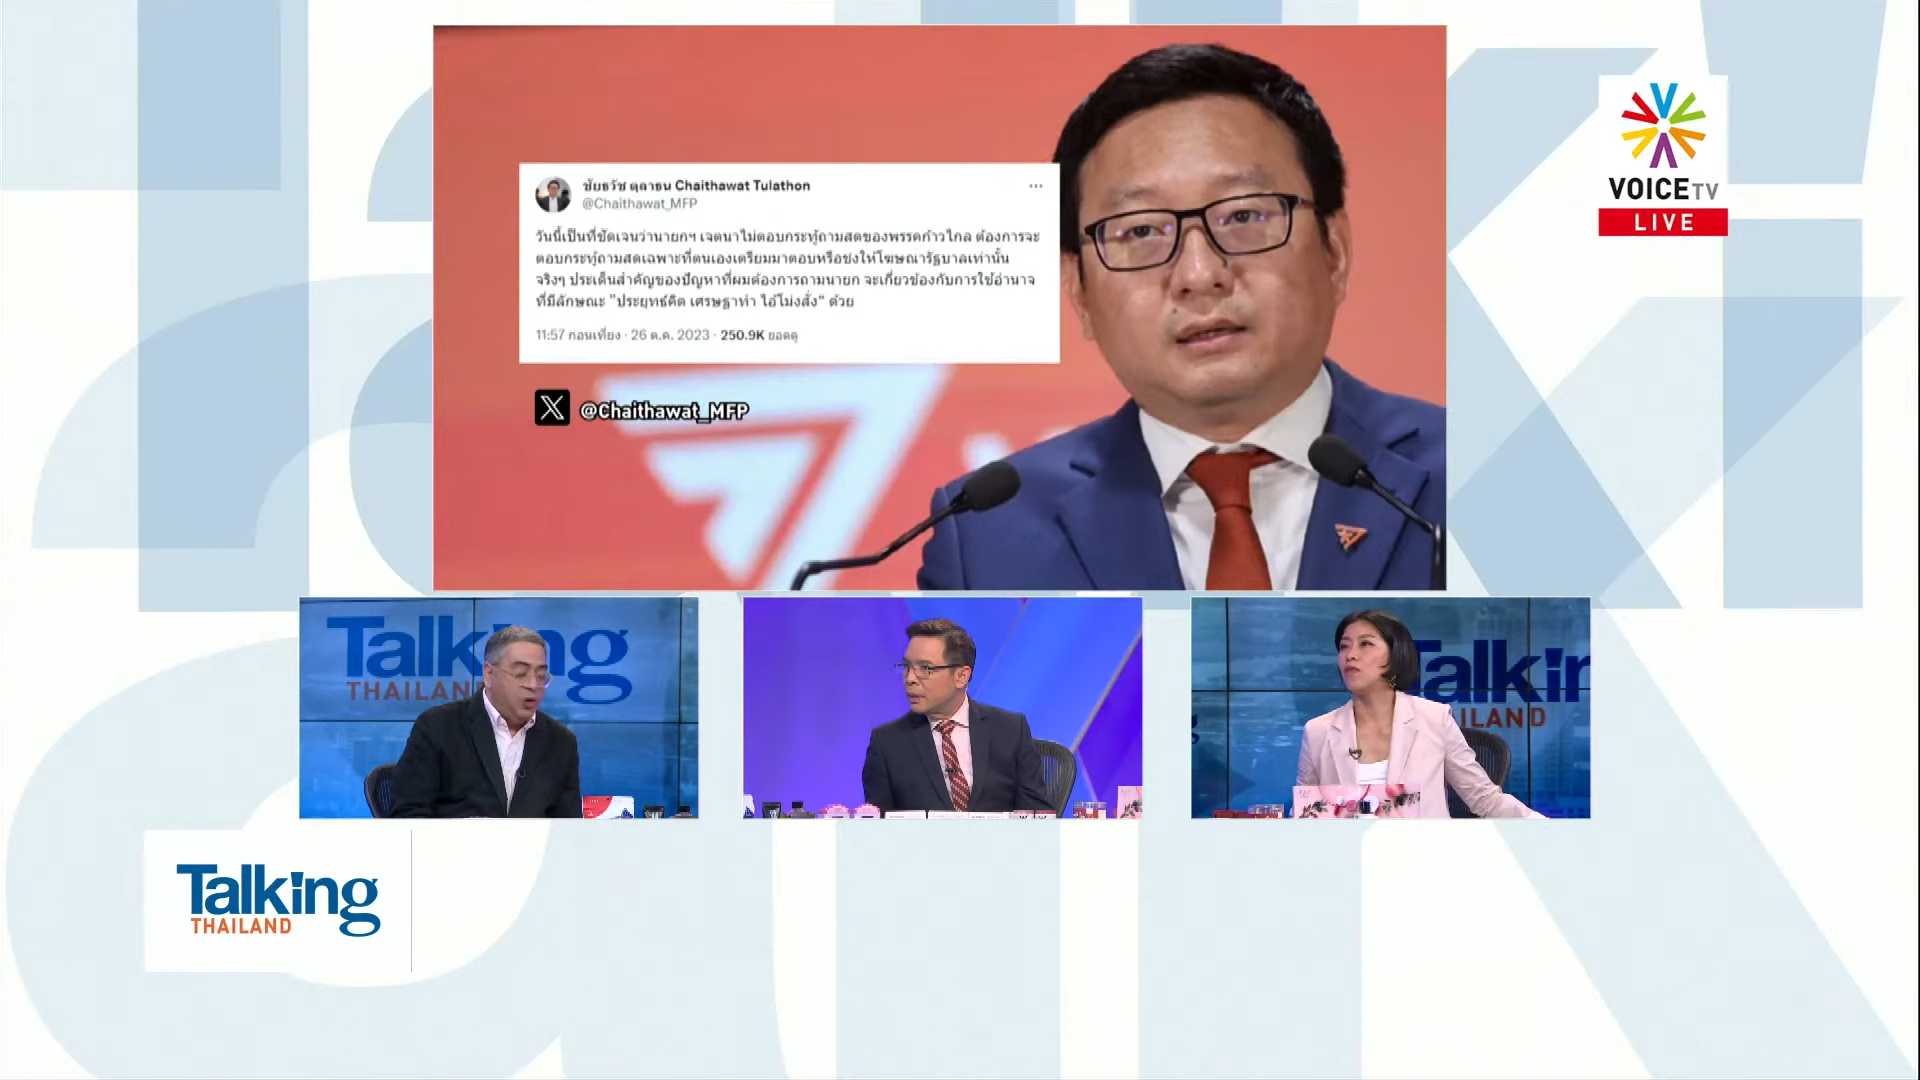 ชัยธวัช ตุลาธน Chaithawat Tulathon
@Chaithawat_MFP
วันนี้เป็นที่ชัดเจนว่านายกฯ เจตนาไม่ตอบกระทู้ถามสดของพรรคก้าวไกล ต้องการจะ
ตอบกระทู้ถามสดเฉพาะที่ตนเองเตรียมมาตอบหรือชงให้โฆษณารัฐบาลเท่านั้น
จริงๆ ประเด็นสำคัญของปัญหาที่ผมต้องการถามนายก จะเกี่ยวข้องกับการใช้อำนาจ
ที่มีลักษณะ "ประยุทธ์คิด เศรษฐาทำ ไอ้โม่งสั่ง" ด้วย
11:57 ก่อนเที่ยง · 26 ต.ค. 2023 · 250.9K ยอดดู
X @Chaithawat_MFP
VOICE TV
LIVE
Talking
THAILAND
Talkin
AILAND
Talking
THAILAND